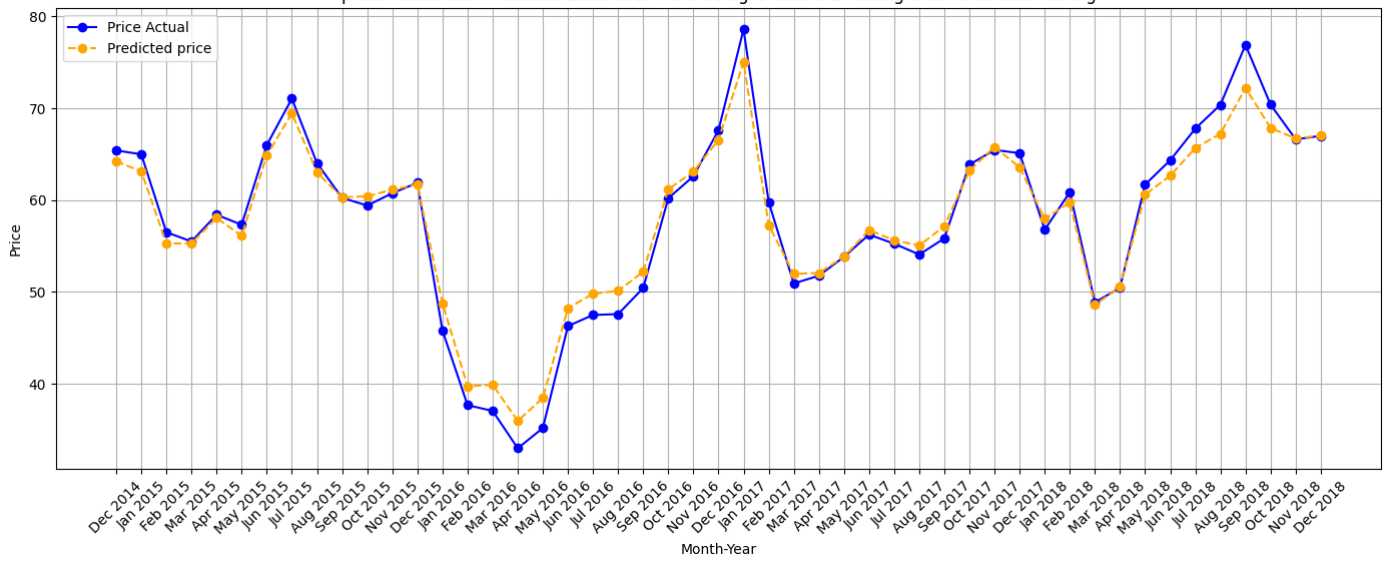 Price Actual
Predicted price
80
70
60
50
40
Price
Dec 2014
Jan 2015
Feb 2015
Mar 2015
Apr 2015
May 2015
Jun 2015
Jul 2015
Aug 2015
Sep 2015
Oct 2015
Nov 2015
Dec 2015
Jan 2016
Feb 2016
Mar 2016
Apr 2016
May 2016
Jun 2016
Jul 2016
Aug 2016
Sep 2016
Oct 2016
Nov 2016
Dec 2016
Jan 2017
Feb 2017
Mar 2017
Apr 2017
May 2017
Jun 2017
Jul 2017
Aug 2017
Sep 2017
Oct 2017
Nov 2017
Dec 2017
Jan 2018
Feb 2018
Mar 2018
Apr 2018
May 2018
Jun 2018
Jul 2018
Aug 2018
Sep 2018
Oct 2018
Nov 2018
Dec 2018
Month-Year